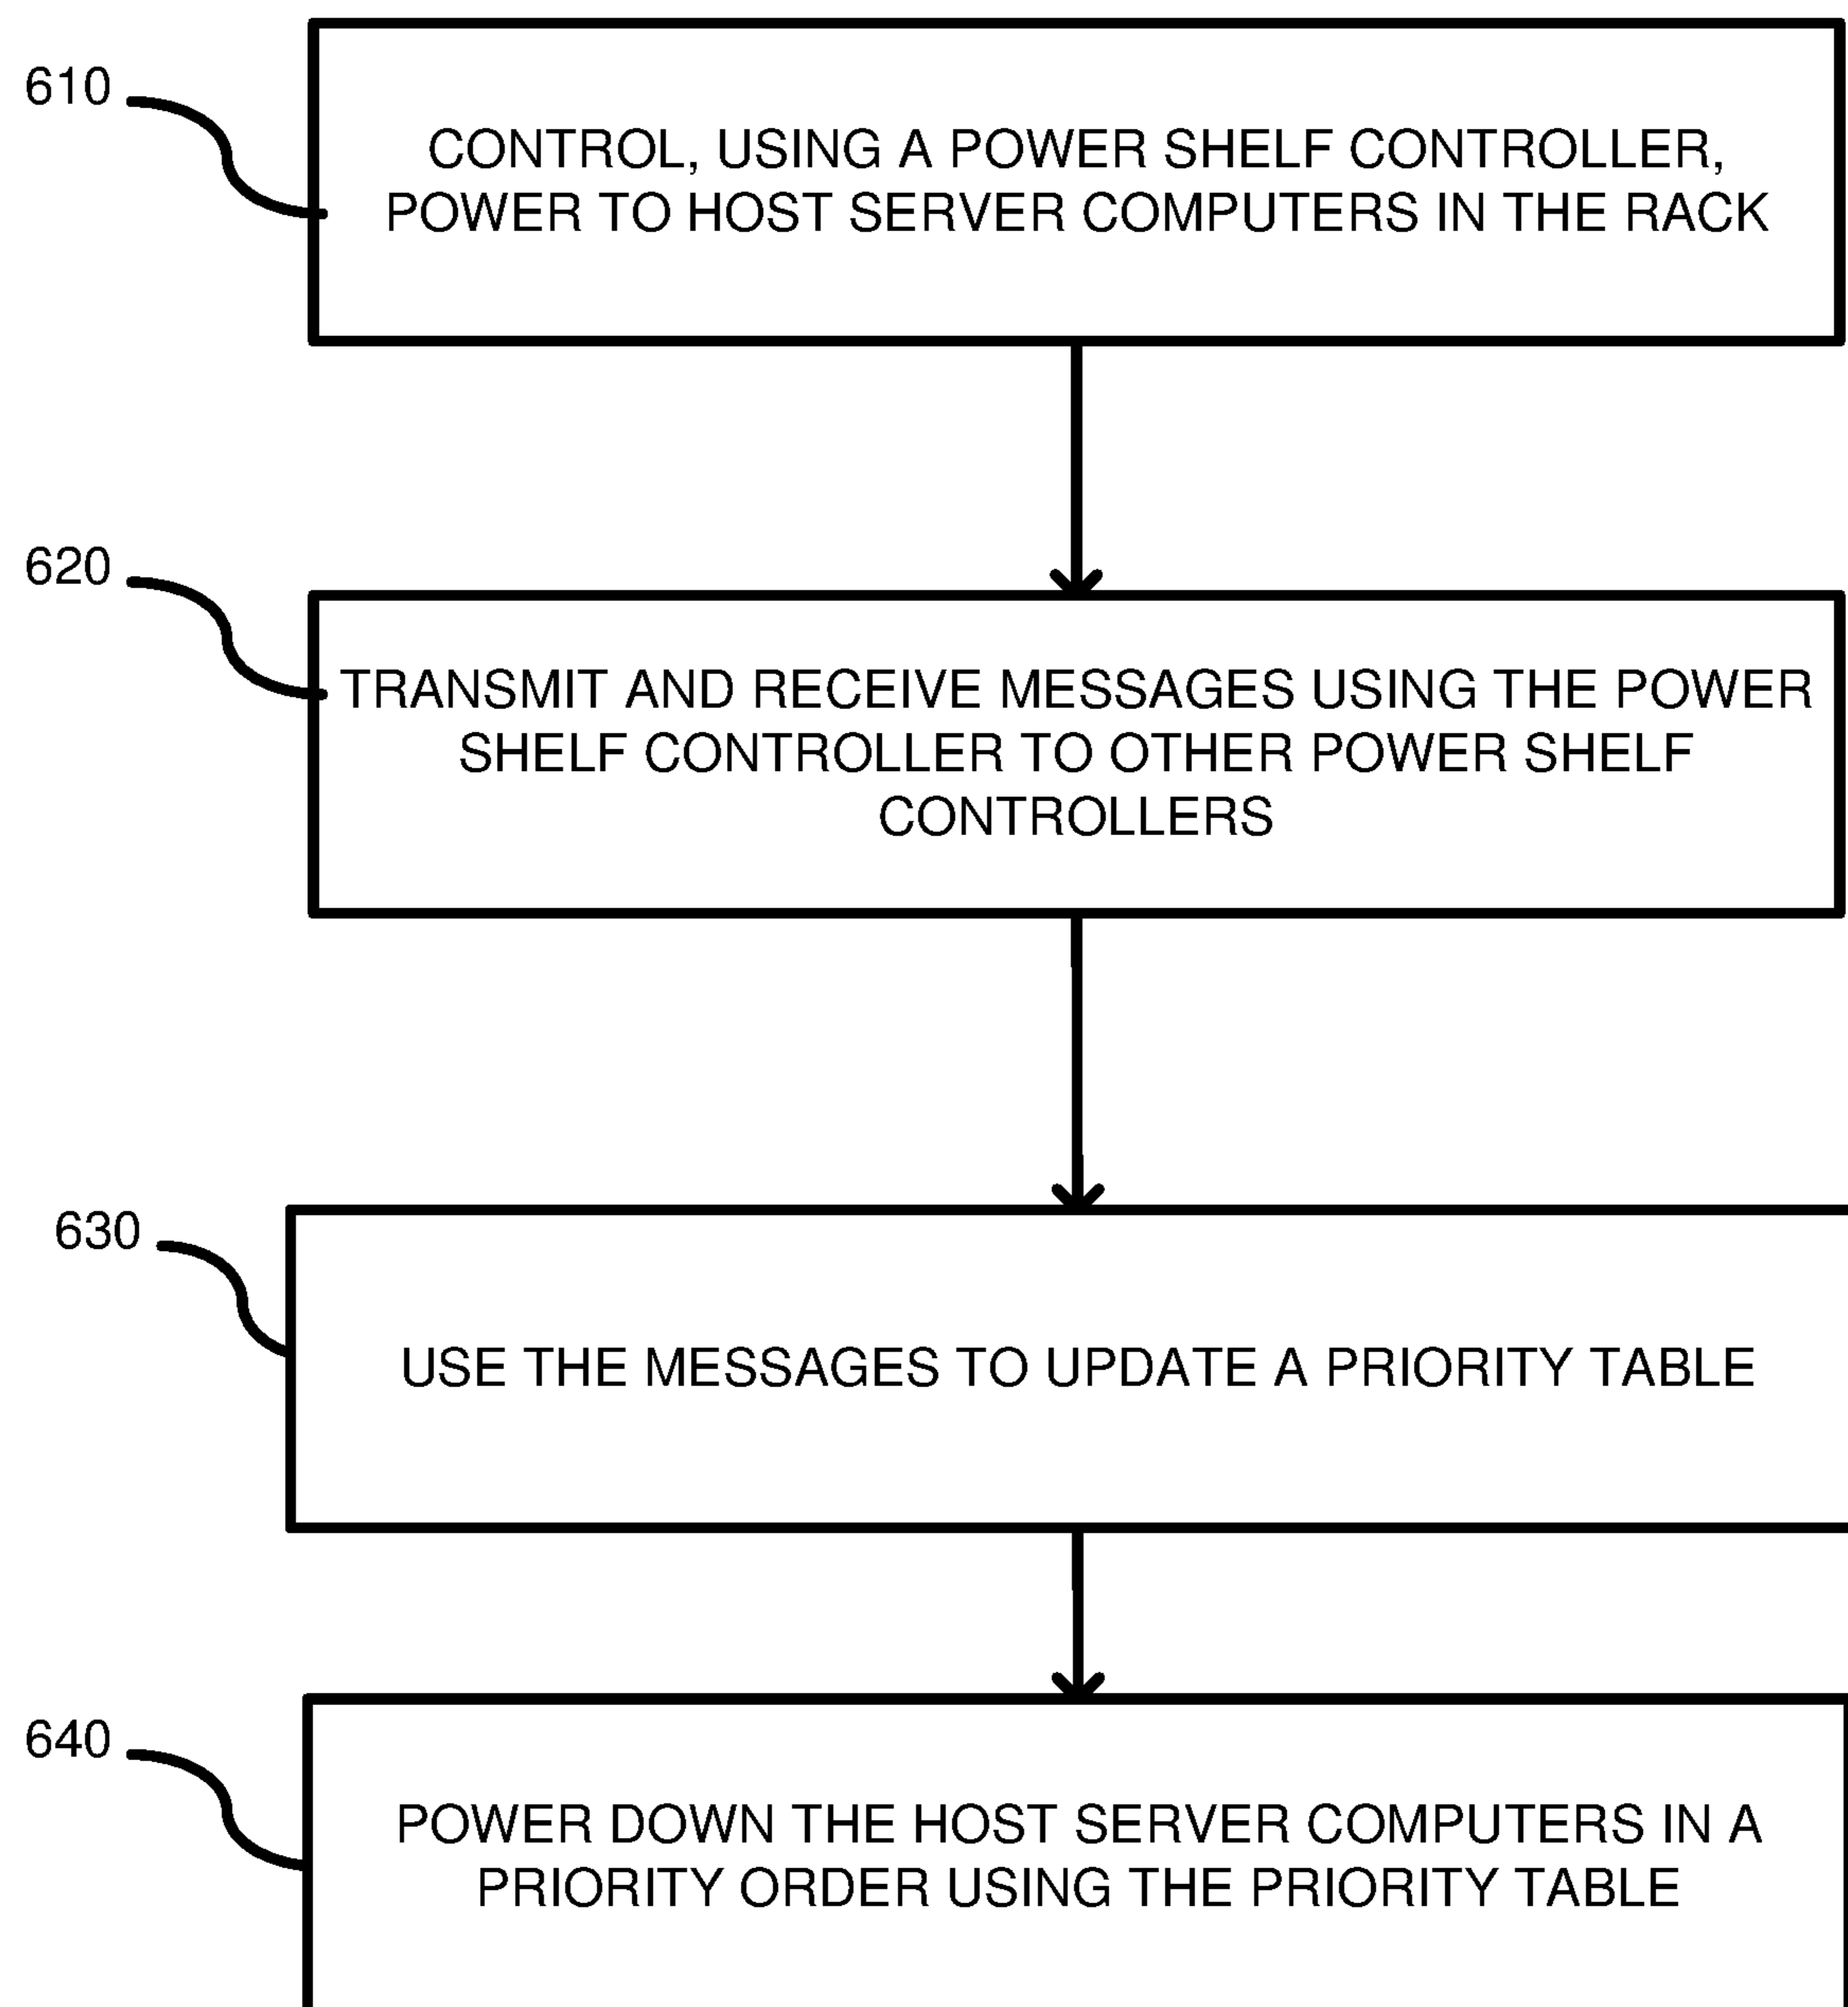 610
CONTROL, USING A POWER SHELF CONTROLLER,
POWER TO HOST SERVER COMPUTERS IN THE RACK
620
TRANSMIT AND RECEIVE MESSAGES USING THE POWER
SHELF CONTROLLER TO OTHER POWER SHELF
CONTROLLERS
630
USE THE MESSAGES TO UPDATE A PRIORITY TABLE
640
POWER DOWN THE HOST SERVER COMPUTERS IN A
PRIORITY ORDER USING THE PRIORITY TABLE